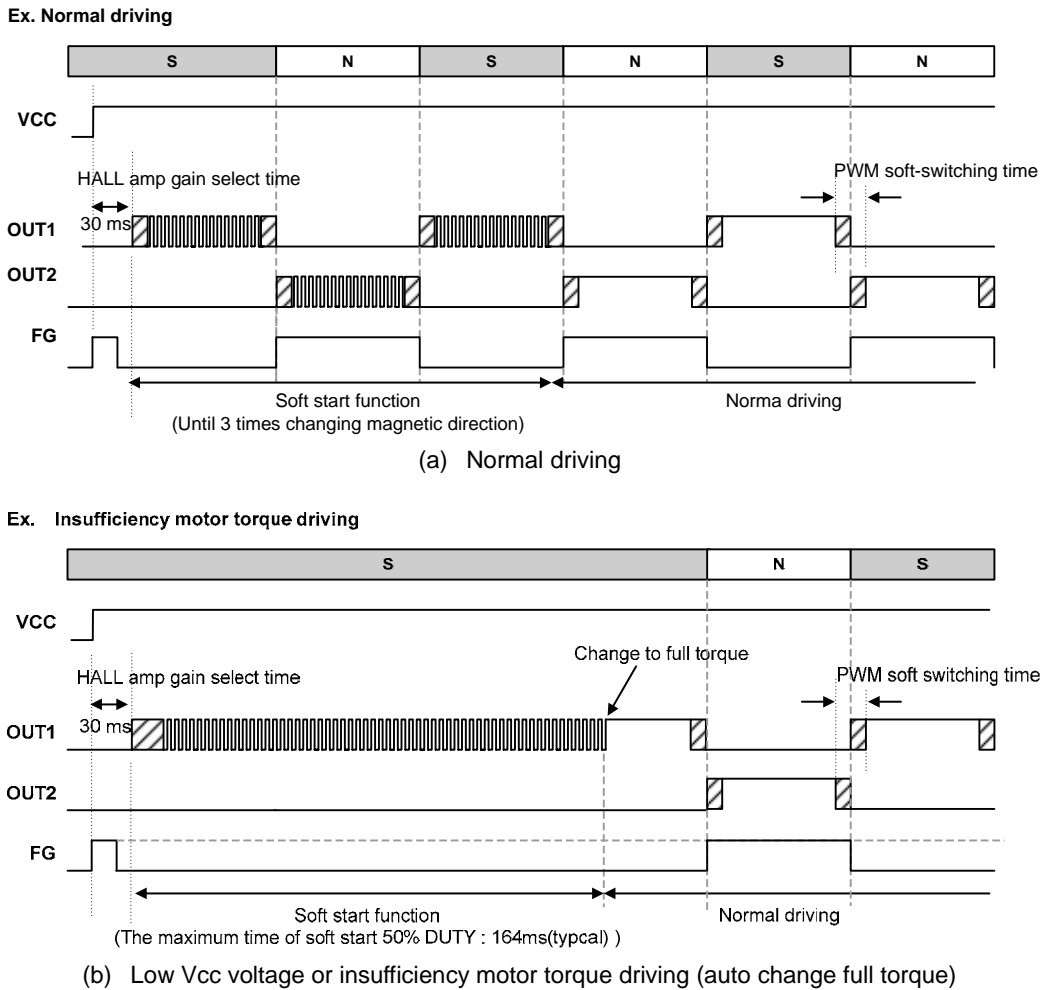 Ex. Normal driving
S N S N S N
VCC
HALL amp gain select time
PWM soft-switching time
30 ms
OUT1
OUT2
FG
Soft start function
Norma driving
(Until 3 times changing magnetic direction)
(a) Normal driving
Ex. Insufficiency motor torque driving
S N S
VCC
Change to full torque
HALL amp gain select time
PWM soft switching time
30 ms
OUT1
OUT2
FG
Soft start function
Normal driving
(The maximum time of soft start 50% DUTY : 164ms(typcal) )
(b) Low Vcc voltage or insufficiency motor torque driving (auto change full torque)